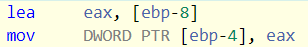 lea eax, [ebp-8]
mov DWORD PTR [ebp-4], eax